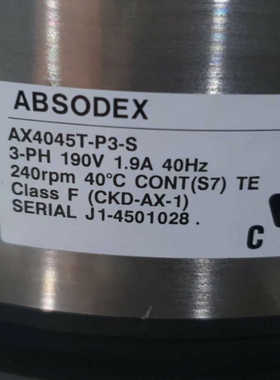 ABSODEX
AX4045T-P3-S
3-PH 190V 1.9A 40Hz
240rpm 40°C CONT(S7) TE
Class F (CKD-AX-1)
SERIAL J1-4501028 .
C